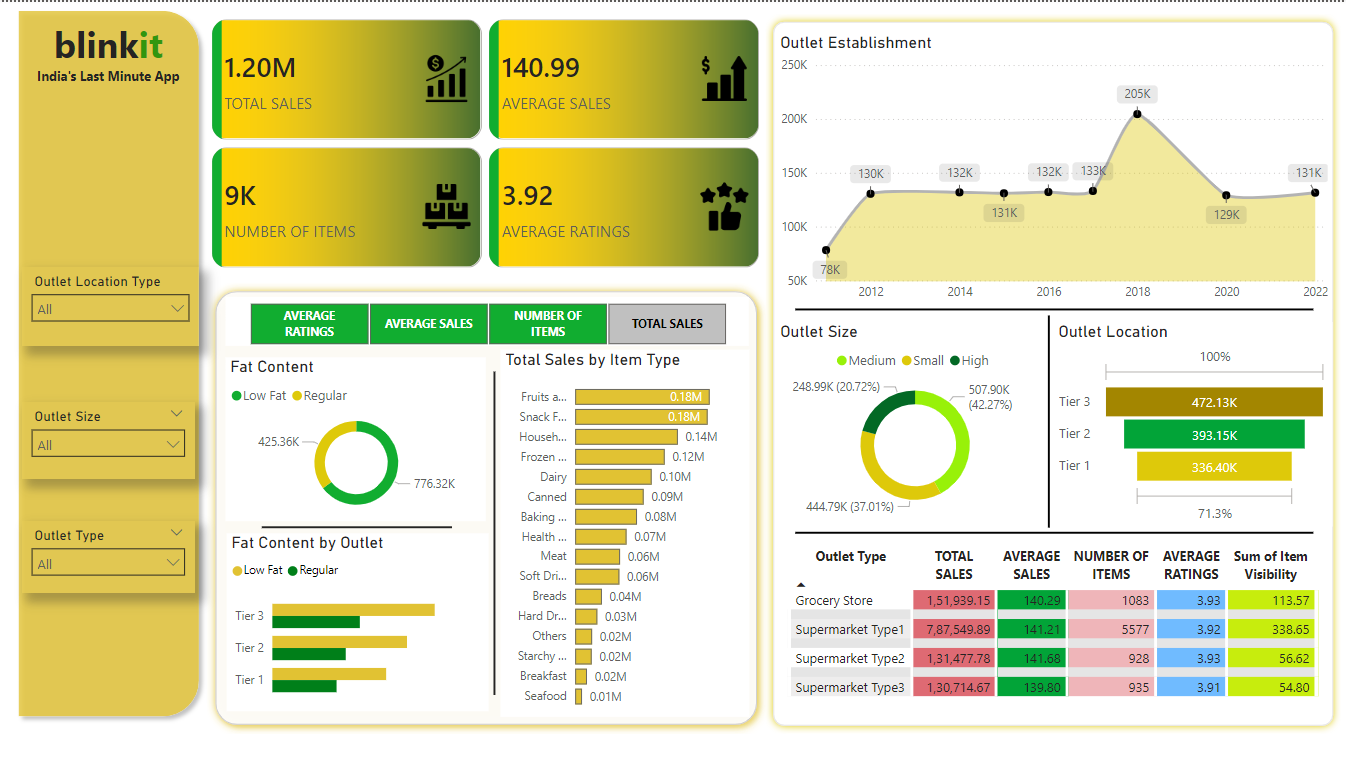 blinkit
India's Last Minute App
Outlet Location Type
All
Outlet Size
All
Outlet Type
All
1.20M
TOTAL SALES
140.99
AVERAGE SALES
9K
NUMBER OF ITEMS
3.92
AVERAGE RATINGS
AVERAGE RATINGS
AVERAGE SALES
NUMBER OF ITEMS
TOTAL SALES
Fat Content
Low Fat Regular
425.36K
776.32K
Fat Content by Outlet
Low Fat Regular
Tier 3
Tier 2
Tier 1
Total Sales by Item Type
Fruits a... 0.18M
Snack F... 0.18M
Househ... 0.14M
Frozen ... 0.12M
Dairy 0.10M
Canned 0.09M
Baking ... 0.08M
Health ... 0.07M
Meat 0.06M
Soft Dri... 0.06M
Breads 0.04M
Hard Dr... 0.03M
Others 0.02M
Starchy ... 0.02M
Breakfast 0.02M
Seafood 0.01M
Outlet Establishment
250K
200K
150K
100K
50K
78K
130K
132K
131K
132K
133K
205K
129K
131K
2012 2014 2016 2018 2020 2022
Outlet Size
Medium Small High
248.99K (20.72%)
507.90K
(42.27%)
444.79K (37.01%)
Outlet Location
100%
Tier 3 472.13K
Tier 2 393.15K
Tier 1 336.40K
71.3%
Outlet Type TOTAL SALES AVERAGE SALES NUMBER OF ITEMS AVERAGE RATINGS Sum of Item Visibility
Grocery Store 1,51,939.15 140.29 1083 3.93 113.57
Supermarket Type1 7,87,549.89 141.21 5577 3.92 338.65
Supermarket Type2 1,31,477.78 141.68 928 3.93 56.62
Supermarket Type3 1,30,714.67 139.80 935 3.91 54.80